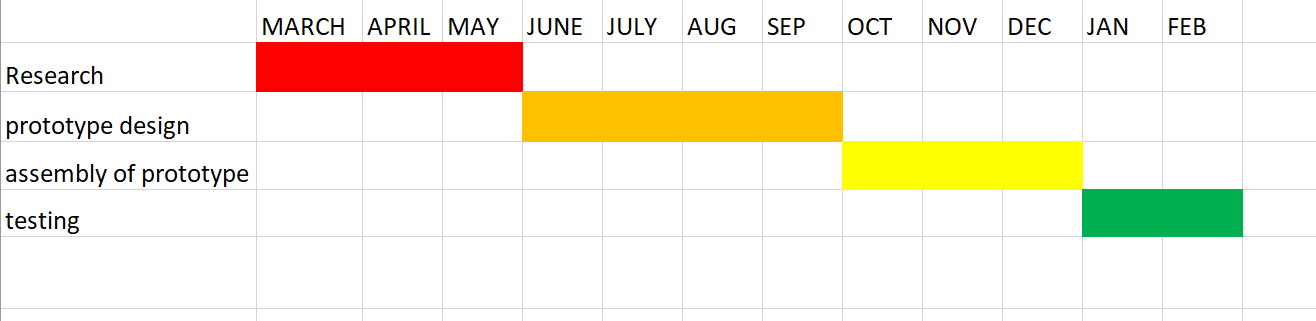 MARCH APRIL MAY JUNE JULY AUG SEP OCT NOV DEC JAN FEB
Research
prototype design
assembly of prototype
testing